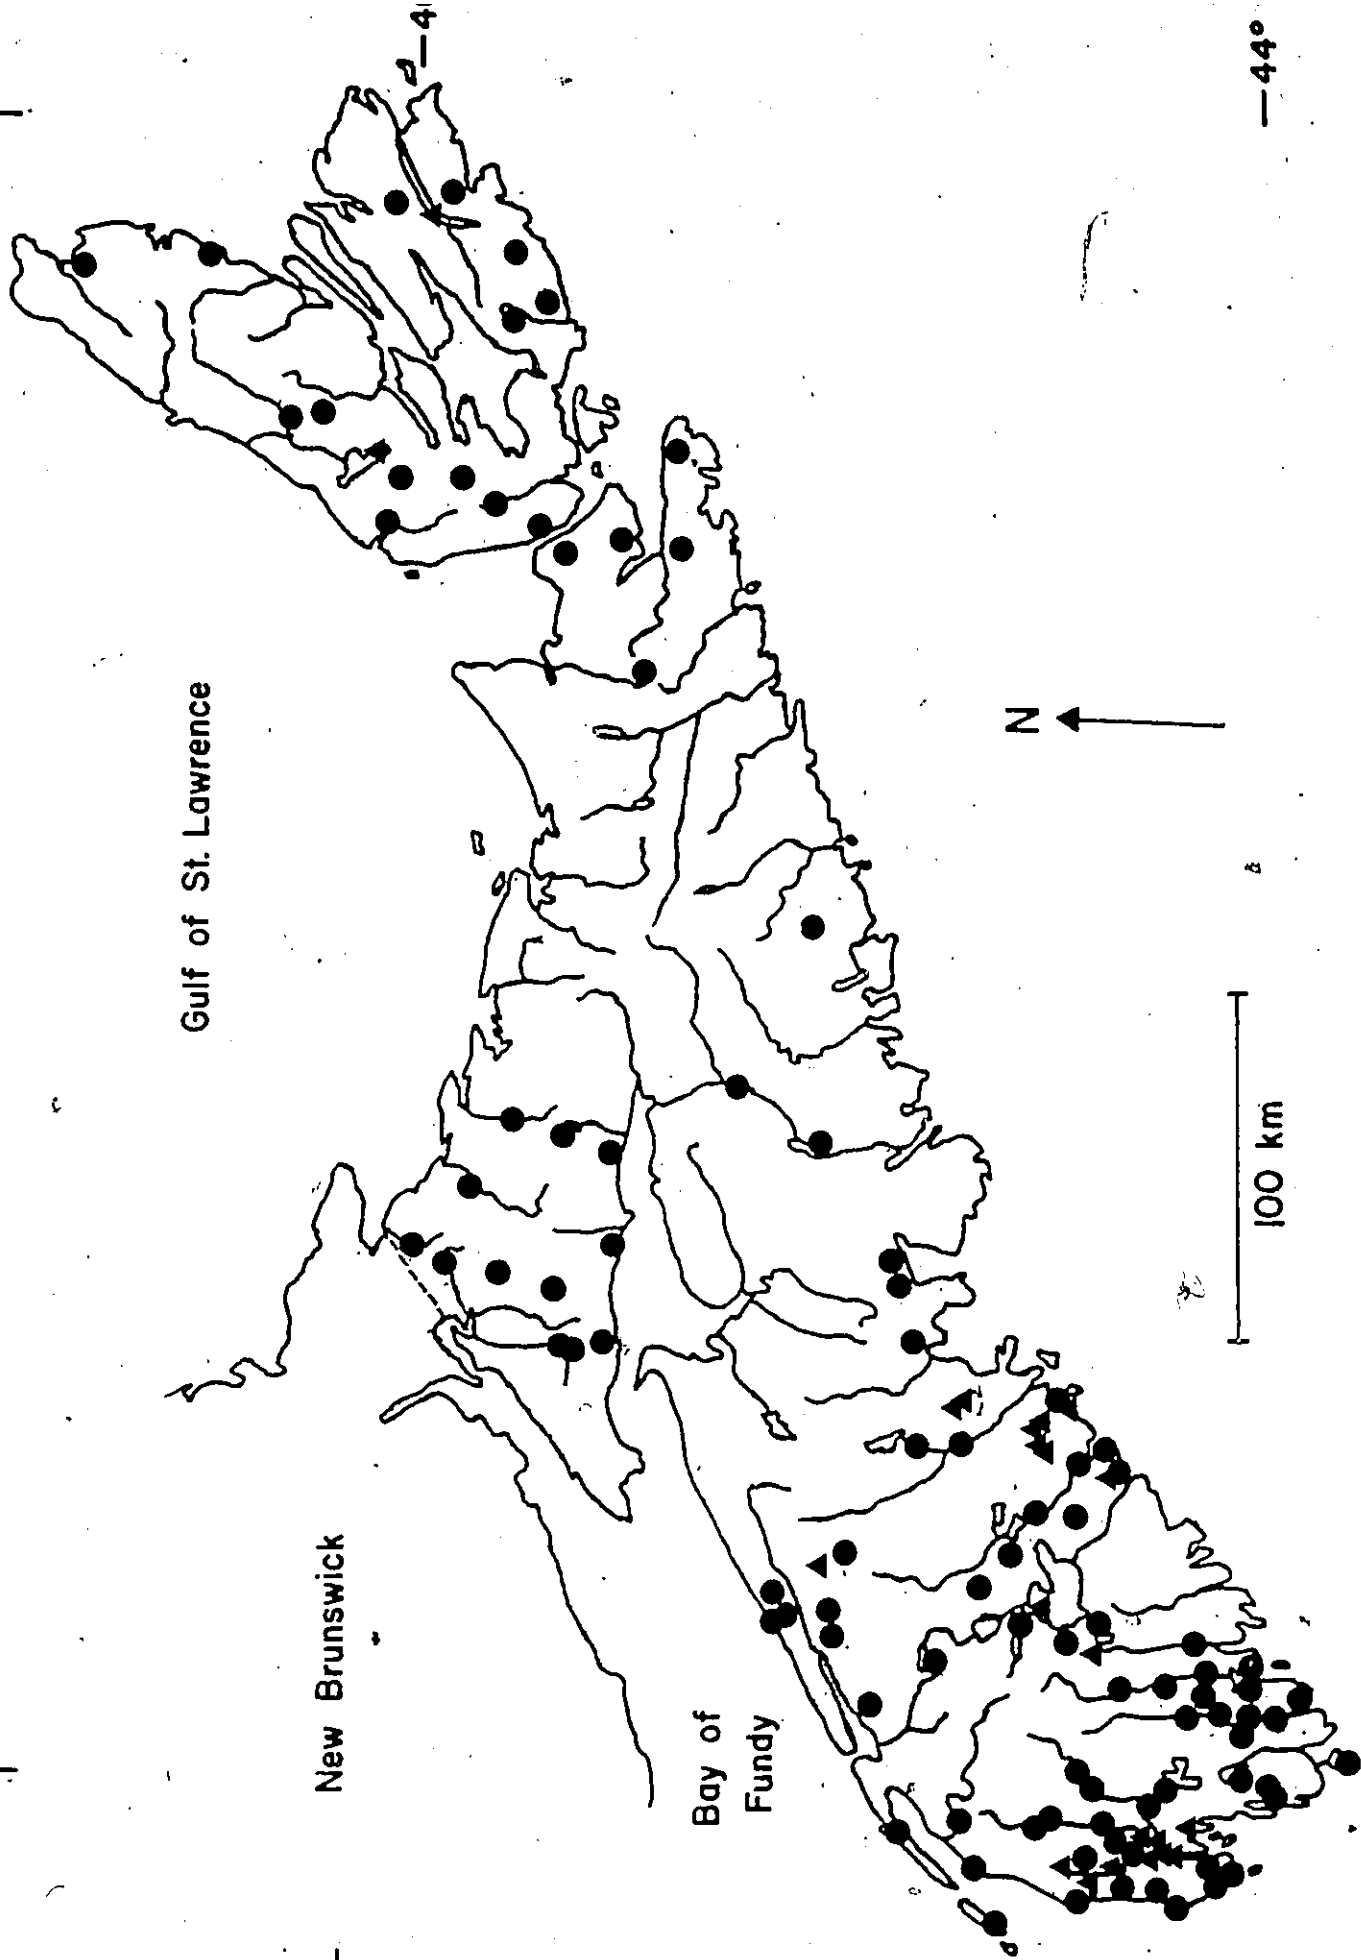 Gulf of St. Lawrence
New Brunswick
Bay of
Fundy
N
100 km
—44°